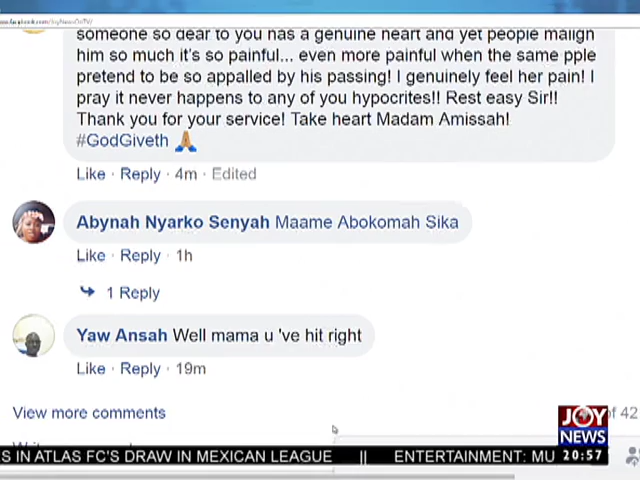 someone so dear to you has a genuine heart and yet people malign
him so much it's so painful... even more painful when the same pple
pretend to be so appalled by his passing! I genuinely feel her pain! I
pray it never happens to any of you hypocrites!! Rest easy Sir!!
Thank you for your service! Take heart Madam Amissah!
#GodGiveth
Like · Reply · 4m · Edited
Abynah Nyarko Senyah Maame Abokomah Sika
Like · Reply · 1h
1 Reply
Yaw Ansah Well mama u 've hit right
Like · Reply · 19m
View more comments
of 42
JOY
NEWS
20:57
S IN ATLAS FC'S DRAW IN MEXICAN LEAGUE || ENTERTAINMENT: MU